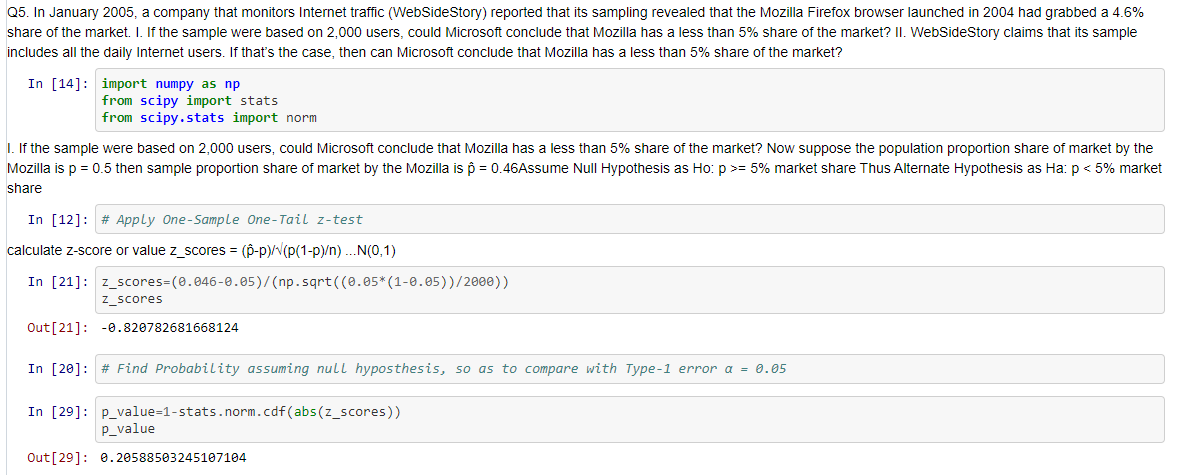 Q5. In January 2005, a company that monitors Internet traffic (WebSideStory) reported that its sampling revealed that the Mozilla Firefox browser launched in 2004 had grabbed a 4.6%
share of the market. I. If the sample were based on 2,000 users, could Microsoft conclude that Mozilla has a less than 5% share of the market? II. WebSideStory claims that its sample
includes all the daily Internet users. If that's the case, then can Microsoft conclude that Mozilla has a less than 5% share of the market?
In [14]: import numpy as np
from scipy import stats
from scipy.stats import norm
I. If the sample were based on 2,000 users, could Microsoft conclude that Mozilla has a less than 5% share of the market? Now suppose the population proportion share of market by the
Mozilla is p = 0.5 then sample proportion share of market by the Mozilla is p̂ = 0.46Assume Null Hypothesis as Ho: p >= 5% market share Thus Alternate Hypothesis as Ha: p < 5% market
share
In [12]: # Apply One-Sample One-Tail z-test
calculate z-score or value z_scores = (p̂-p)/√(p(1-p)/n) ...N(0,1)
In [21]: z_scores=(0.046-0.05)/(np.sqrt((0.05*(1-0.05))/2000))
z_scores
Out[21]: -0.820782681668124
In [20]: # Find Probability assuming null hyposthesis, so as to compare with Type-1 error α = 0.05
In [29]: p_value=1-stats.norm.cdf(abs(z_scores))
p_value
Out[29]: 0.20588503245107104